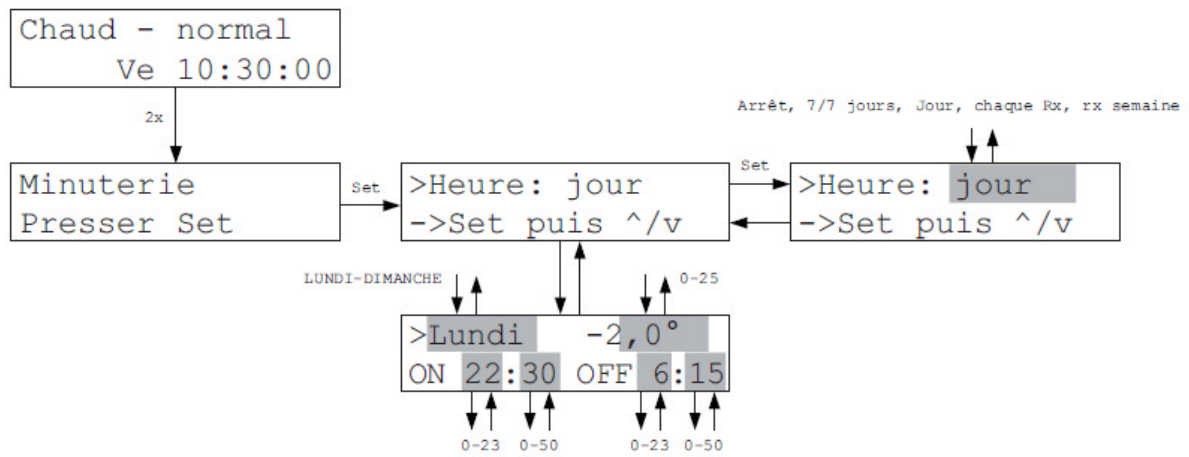 Chaud - normal
Ve 10:30:00
2x
Arrêt, 7/7 jours, Jour, chaque Rx, rx semaine
Minuterie
Presser Set
Set
>Heure: jour
->Set puis ^/v
Set
>Heure: jour
->Set puis ^/v
LUNDI-DIMANCHE
0-25
>Lundi -2,0°
ON 22:30 OFF 6:15
0-23 0-50 0-23 0-50